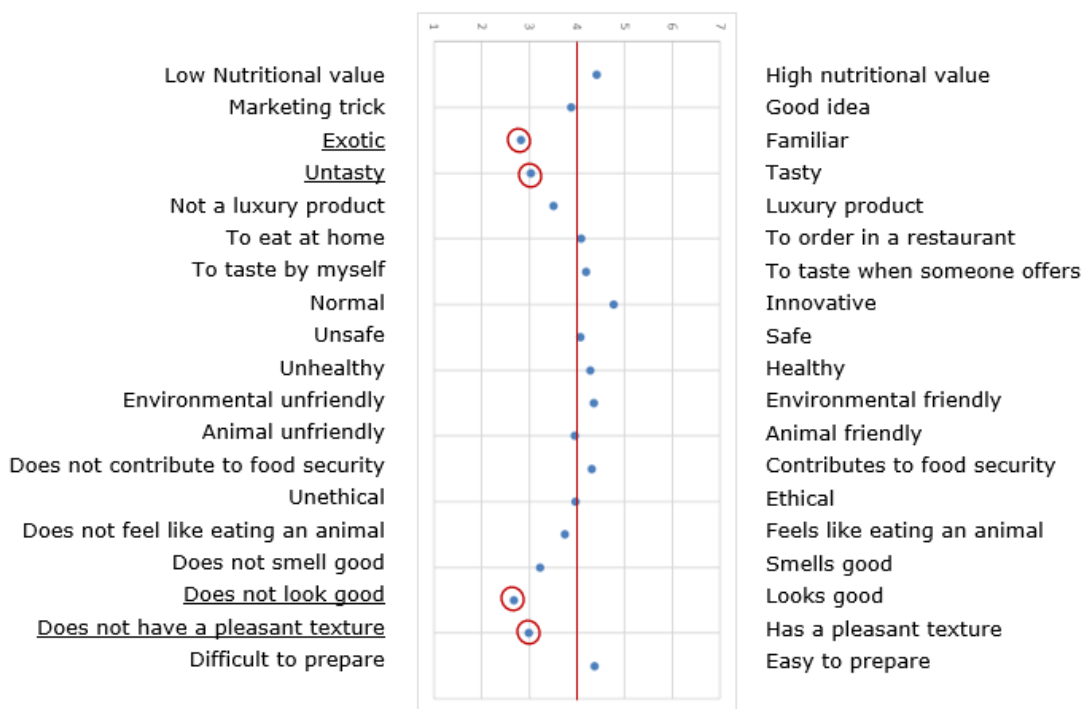 1 2 3 4 5 6 7
Low Nutritional value High nutritional value
Marketing trick Good idea
Exotic Familiar
Untasty Tasty
Not a luxury product Luxury product
To eat at home To order in a restaurant
To taste by myself To taste when someone offers
Normal Innovative
Unsafe Safe
Unhealthy Healthy
Environmental unfriendly Environmental friendly
Animal unfriendly Animal friendly
Does not contribute to food security Contributes to food security
Unethical Ethical
Does not feel like eating an animal Feels like eating an animal
Does not smell good Smells good
Does not look good Looks good
Does not have a pleasant texture Has a pleasant texture
Difficult to prepare Easy to prepare